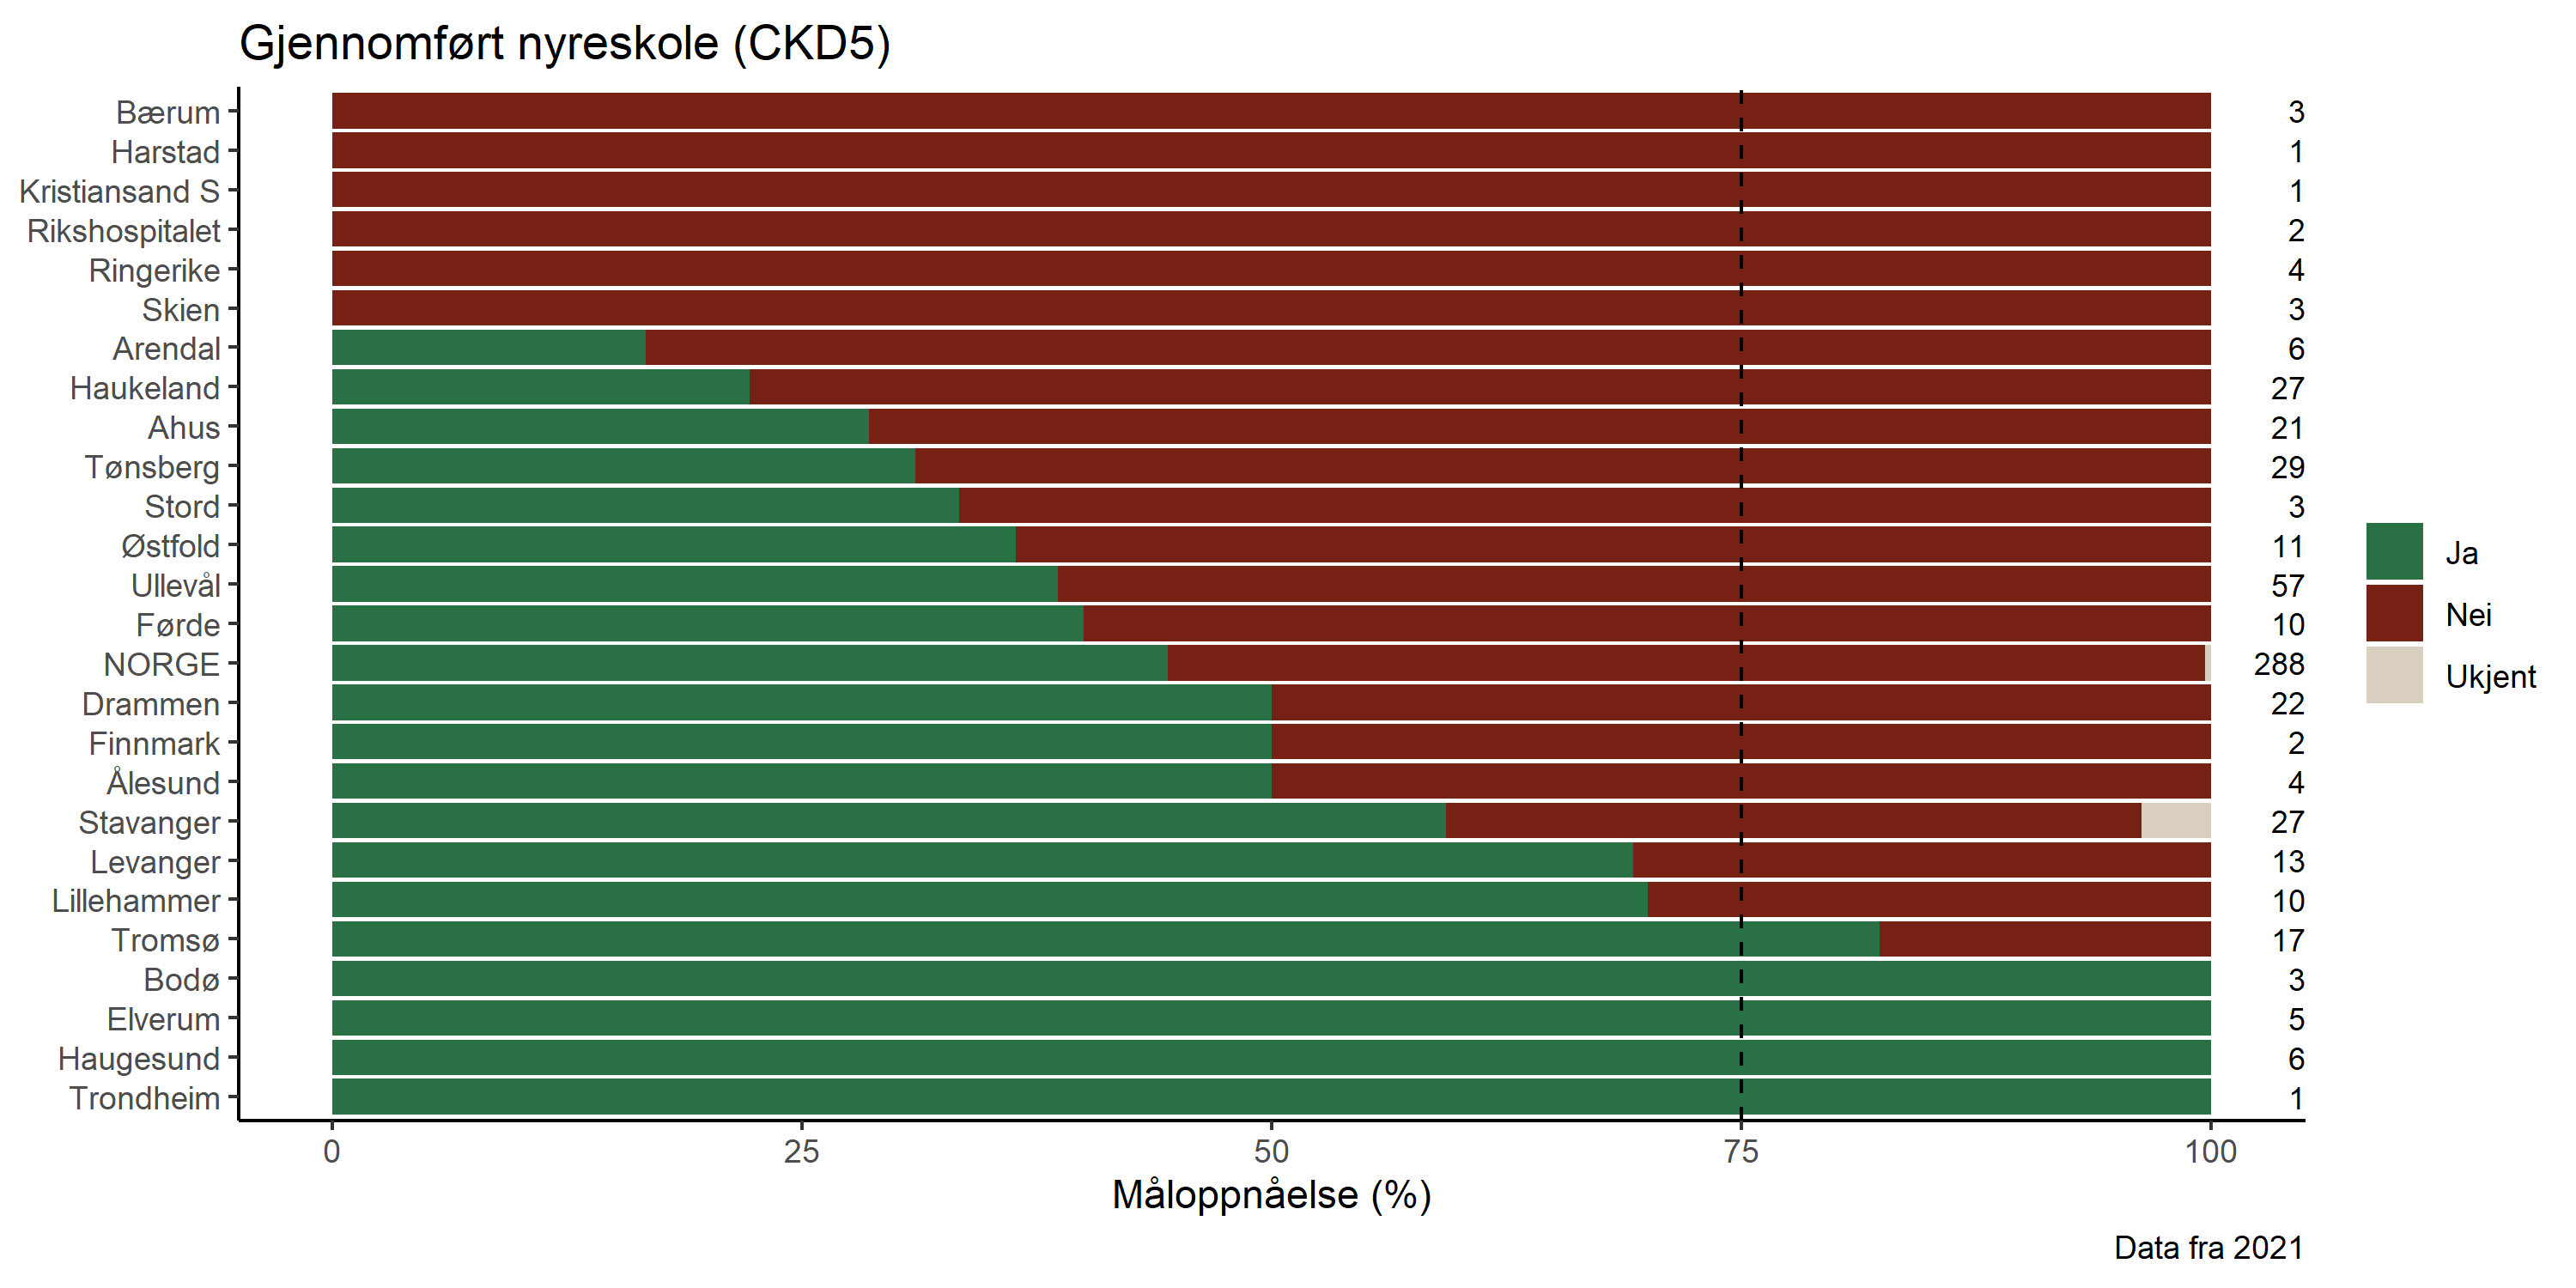 Gjennomført nyreskole (CKD5)
Bærum 3
Harstad 1
Kristiansand S 1
Rikshospitalet 2
Ringerike 4
Skien 3
Arendal 6
Haukeland 27
Ahus 21
Tønsberg 29
Stord 3
Østfold 11
Ullevål 57
Førde 10
NORGE 288
Drammen 22
Finnmark 2
Ålesund 4
Stavanger 27
Levanger 13
Lillehammer 10
Tromsø 17
Bodø 3
Elverum 5
Haugesund 6
Trondheim 1
0 25 50 75 100
Måloppnåelse (%)
Ja
Nei
Ukjent
Data fra 2021